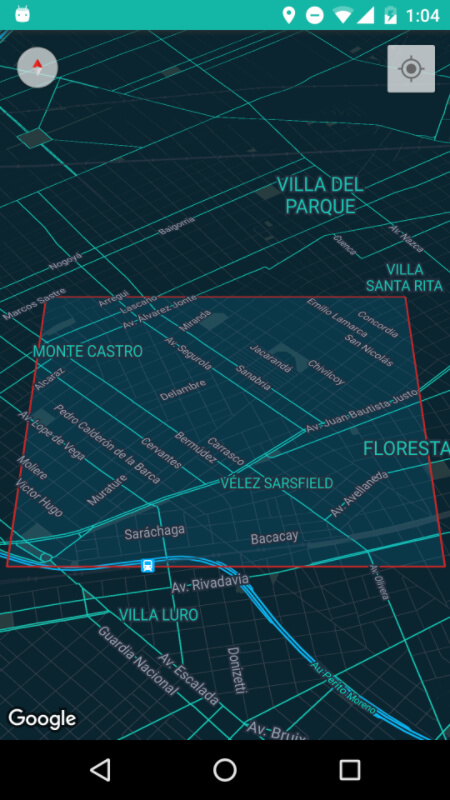 1:04
VILLA DEL
PARQUE
Baigorria
Cuenca
Av. Nazca
Nogoyá
VILLA
SANTA RITA
Marcos Sastre
Arregui
Lascano
Av. Alvarez Jonte
Emilio Lamarca
Concordia
Miranda
San Nicolás
MONTE CASTRO
Av. Segurola
Jacarandá
Chivilcoy
Alcaraz
Sanabria
Delambre
Av. Juan Bautista Justo
Av. Lope de Vega
Pedro Calderón de la Barca
Cervantes
Bermúdez
Carrasco
FLORESTA
Moliere
Victor Hugo
Murature
VÉLEZ SARSFIELD
Av. Avellaneda
Saráchaga
Bacacay
Av. Rivadavia
Av. Olivera
VILLA LURO
Guardia Nacional
Av. Escalada
Donizetti
Au Perito Moreno
Google
Av. Bruix